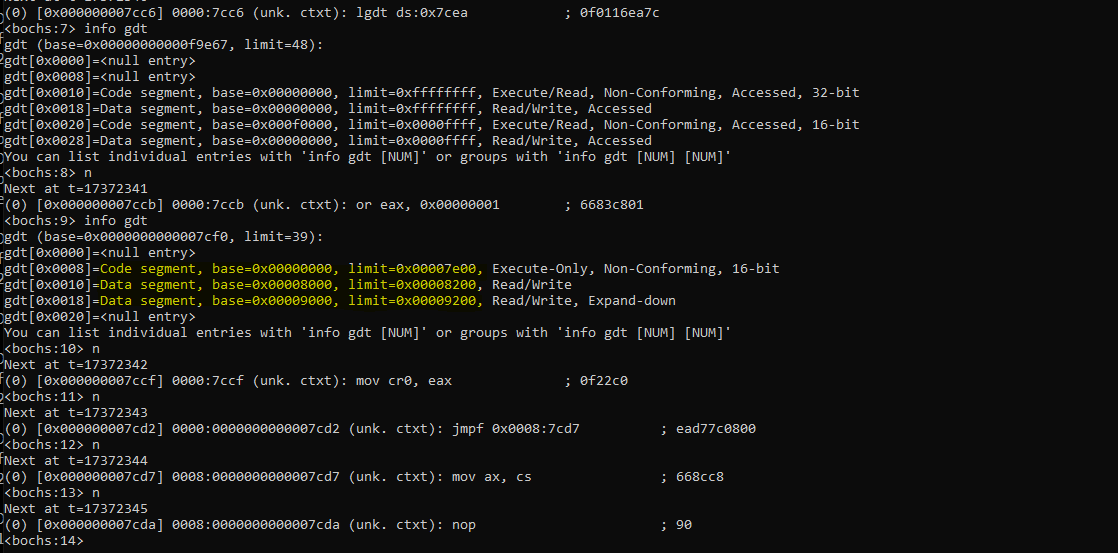 (0) [0x000000007cc6] 0000:7cc6 (unk. ctxt): lgdt ds:0x7cea ; 0f0116ea7c
<bochs:7> info gdt
gdt (base=0x00000000000f9e67, limit=48):
gdt[0x0000]=<null entry>
gdt[0x0008]=<null entry>
gdt[0x0010]=Code segment, base=0x00000000, limit=0xffffffff, Execute/Read, Non-Conforming, Accessed, 32-bit
gdt[0x0018]=Data segment, base=0x00000000, limit=0xffffffff, Read/Write, Accessed
gdt[0x0020]=Code segment, base=0x000f0000, limit=0x0000ffff, Execute/Read, Non-Conforming, Accessed, 16-bit
gdt[0x0028]=Data segment, base=0x00000000, limit=0x0000ffff, Read/Write, Accessed
You can list individual entries with 'info gdt [NUM]' or groups with 'info gdt [NUM] [NUM]'
<bochs:8> n
Next at t=17372341
(0) [0x000000007ccb] 0000:7ccb (unk. ctxt): or eax, 0x00000001 ; 6683c801
<bochs:9> info gdt
gdt (base=0x0000000000007cf0, limit=39):
gdt[0x0000]=<null entry>
gdt[0x0008]=Code segment, base=0x00000000, limit=0x00007e00, Execute-Only, Non-Conforming, 16-bit
gdt[0x0010]=Data segment, base=0x00008000, limit=0x00008200, Read/Write
gdt[0x0018]=Data segment, base=0x00009000, limit=0x00009200, Read/Write, Expand-down
gdt[0x0020]=<null entry>
You can list individual entries with 'info gdt [NUM]' or groups with 'info gdt [NUM] [NUM]'
<bochs:10> n
Next at t=17372342
(0) [0x000000007ccf] 0000:7ccf (unk. ctxt): mov cr0, eax ; 0f22c0
<bochs:11> n
Next at t=17372343
(0) [0x000000007cd2] 0000:0000000000007cd2 (unk. ctxt): jmpf 0x0008:7cd7 ; ead77c0800
<bochs:12> n
Next at t=17372344
(0) [0x000000007cd7] 0008:0000000000007cd7 (unk. ctxt): mov ax, cs ; 668cc8
<bochs:13> n
Next at t=17372345
(0) [0x000000007cda] 0008:0000000000007cda (unk. ctxt): nop ; 90
<bochs:14>